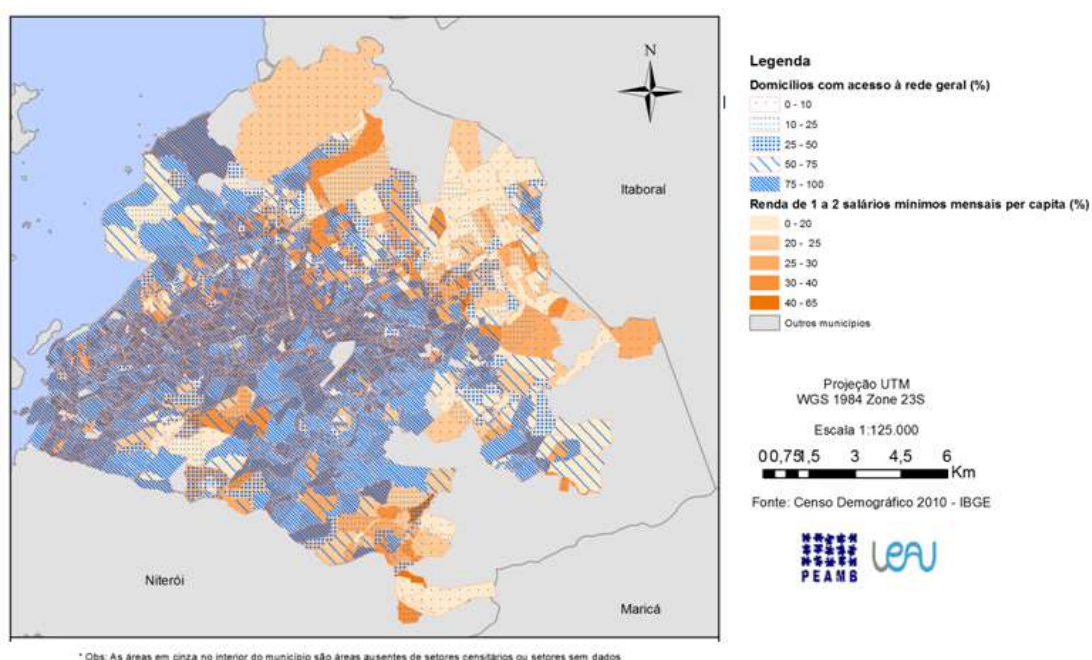 N
Itaboraí
Niterói
Maricá
* Obs: As áreas em cinza no interior do município são áreas ausentes de setores censitários ou setores sem dados
Legenda
Domicílios com acesso à rede geral (%)
0 - 10
10 - 25
25 - 50
50 - 75
75 - 100
Renda de 1 a 2 salários mínimos mensais per capita (%)
0 - 20
20 - 25
25 - 30
30 - 40
40 - 65
Outros municípios
Projeção UTM
WGS 1984 Zone 23S
Escala 1:125.000
0 0,75 1,5 3 4,5 6
Km
Fonte: Censo Demográfico 2010 - IBGE
PEAMB